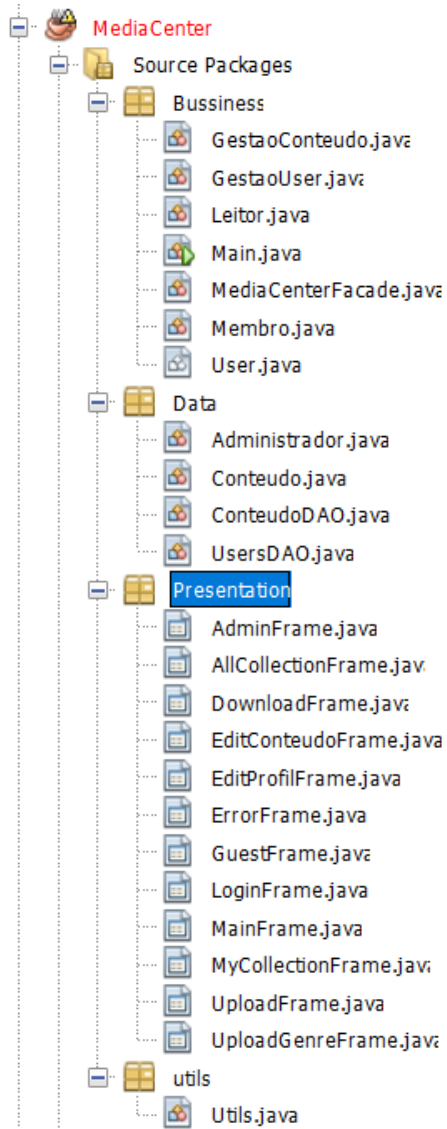 MediaCenter
Source Packages
Bussiness
GestaoConteudo.java
GestaoUser.java
Leitor.java
Main.java
MediaCenterFacade.java
Membro.java
User.java
Data
Administrador.java
Conteudo.java
ConteudoDAO.java
UsersDAO.java
Presentation
AdminFrame.java
AllCollectionFrame.jav
DownloadFrame.java
EditConteudoFrame.java
EditProfilFrame.java
ErrorFrame.java
GuestFrame.java
LoginFrame.java
MainFrame.java
MyCollectionFrame.java
UploadFrame.java
UploadGenreFrame.java
utils
Utils.java